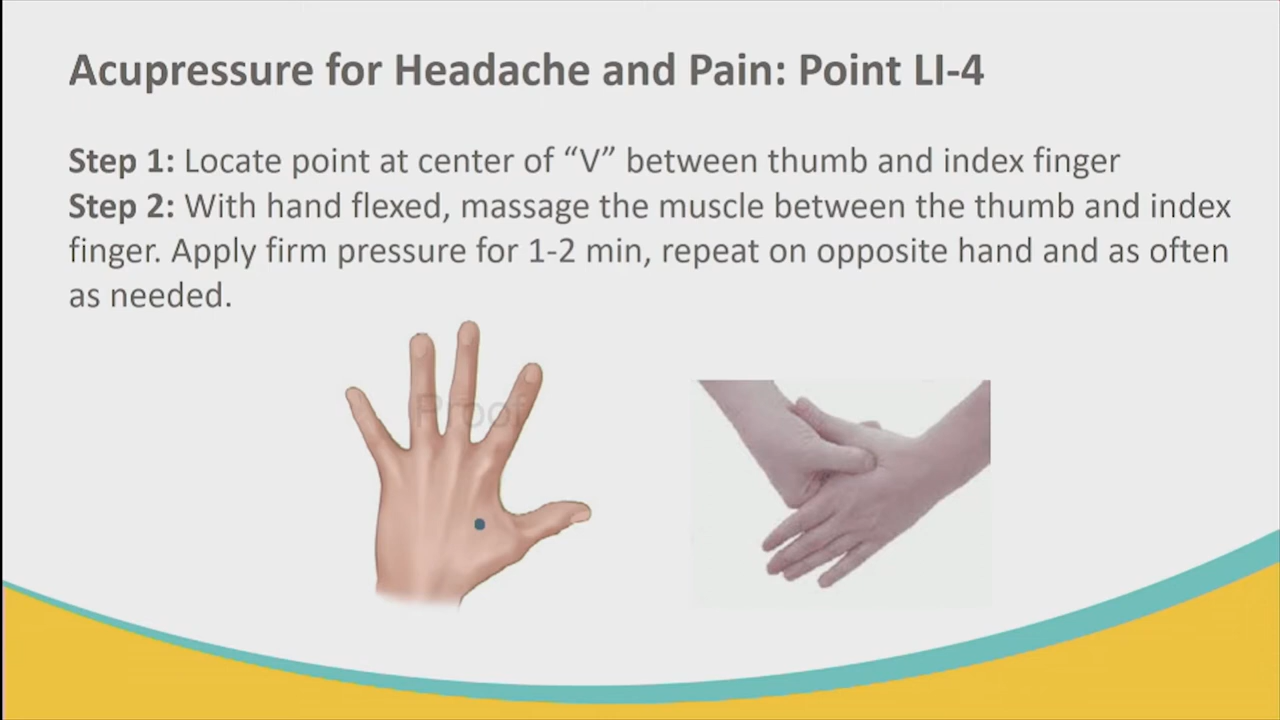 Acupressure for Headache and Pain: Point LI-4
Step 1: Locate point at center of “V” between thumb and index finger
Step 2: With hand flexed, massage the muscle between the thumb and index
finger. Apply firm pressure for 1-2 min, repeat on opposite hand and as often
as needed.
Proof